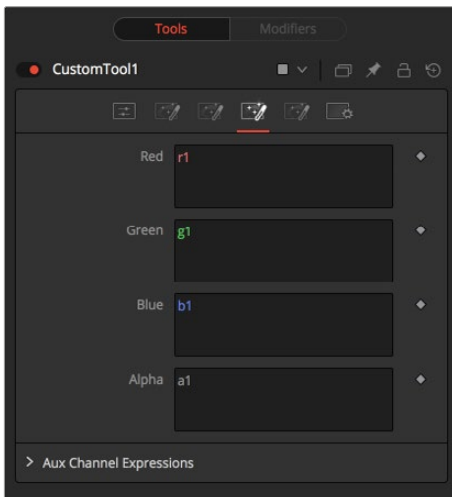 Tools Modifiers
CustomTool1
Red r1
Green g1
Blue b1
Alpha a1
Aux Channel Expressions